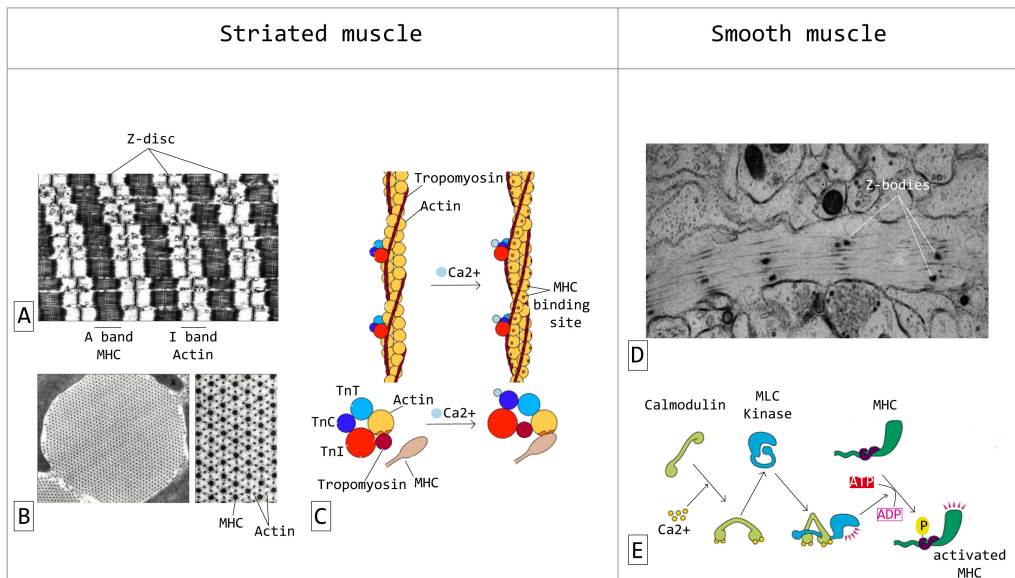 Striated muscle
Smooth muscle
Z-disc
A
A band
MHC
I band
Actin
B
MHC
Actin
Tropomyosin
Actin
Ca2+
MHC
binding
site
TnT
TnC
TnI
Actin
Ca2+
Tropomyosin
MHC
C
Z-bodies
D
Calmodulin
MLC
Kinase
MHC
ATP
ADP
Ca2+
P
activated
MHC
E